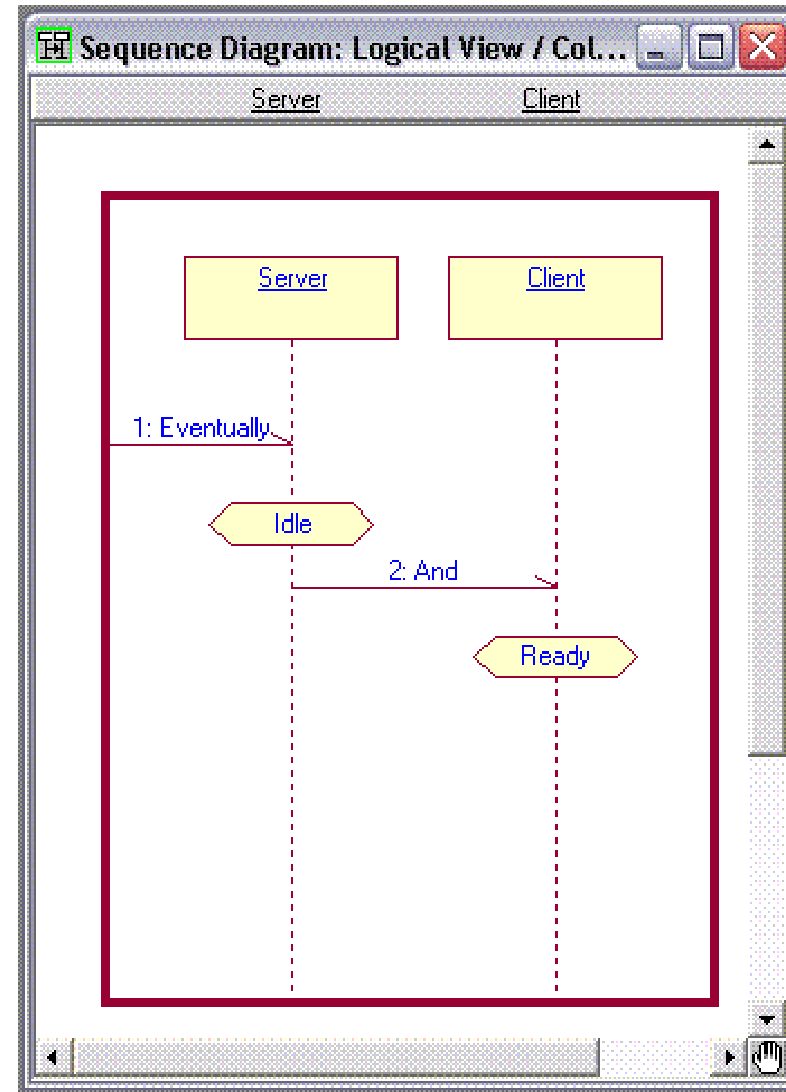 Sequence Diagram: Logical View / Col...
Server Client
Server Client
1: Eventually
Idle
2: And
Ready